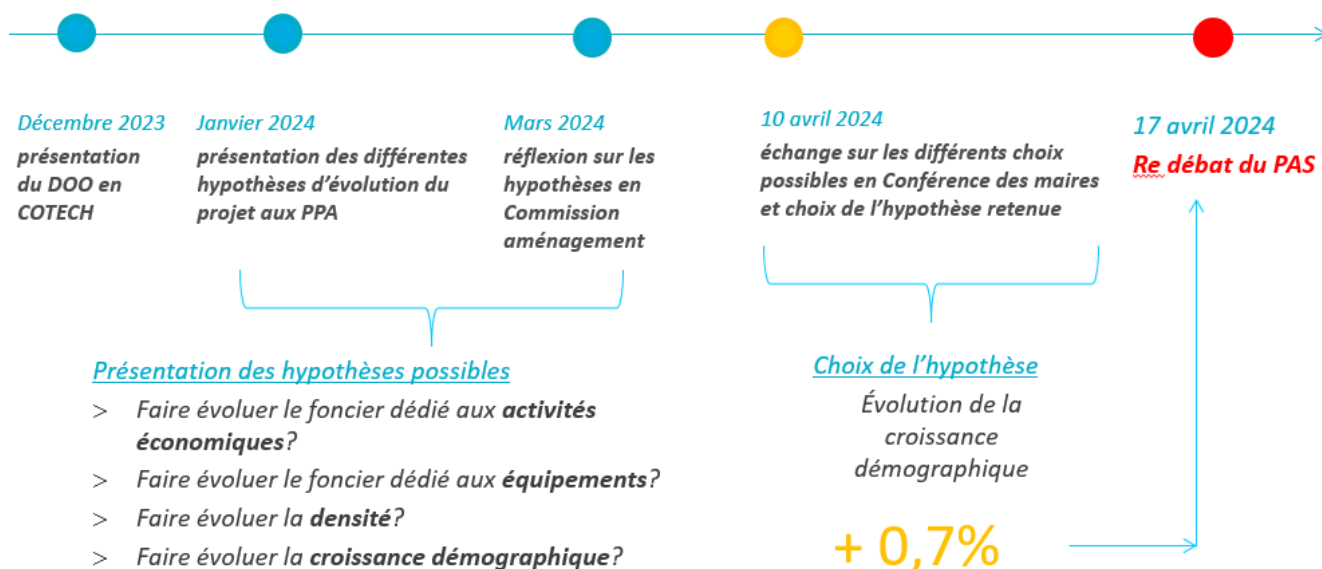 Décembre 2023
présentation
du DOO en
COTECH
Janvier 2024
présentation des différentes
hypothèses d’évolution du
projet aux PPA
Mars 2024
réflexion sur les
hypothèses en
Commission
aménagement
10 avril 2024
échange sur les différents choix
possibles en Conférence des maires
et choix de l’hypothèse retenue
17 avril 2024
Re débat du PAS
Présentation des hypothèses possibles
> Faire évoluer le foncier dédié aux activités
économiques?
> Faire évoluer le foncier dédié aux équipements?
> Faire évoluer la densité?
> Faire évoluer la croissance démographique?
Choix de l’hypothèse
Évolution de la
croissance
démographique
+ 0,7%